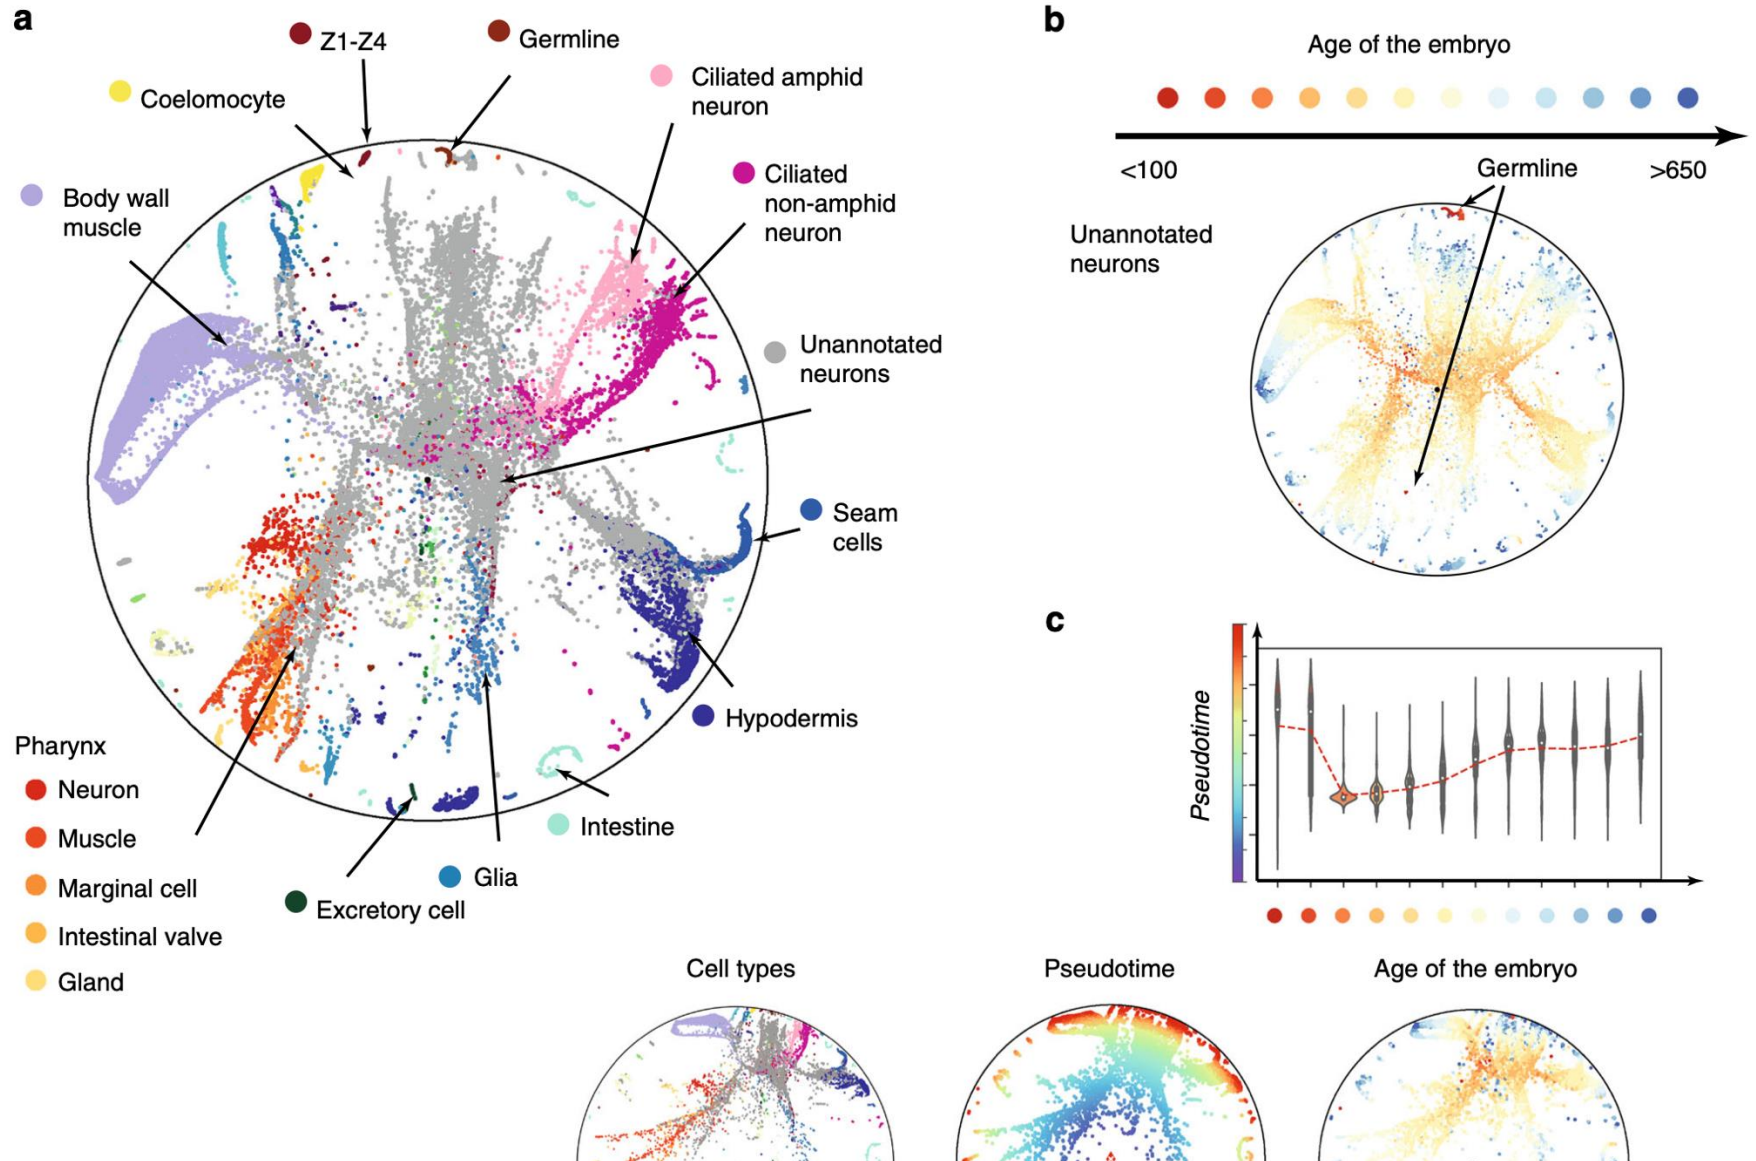 a
Z1-Z4
Germline
Coelomocyte
Ciliated amphid
neuron
Body wall
muscle
Ciliated
non-amphid
neuron
Unannotated
neurons
Seam
cells
Hypodermis
Intestine
Glia
Excretory cell
Pharynx
Neuron
Muscle
Marginal cell
Intestinal valve
Gland
b
Age of the embryo
<100
>650
Germline
Unannotated
neurons
c
Pseudotime
Cell types
Pseudotime
Age of the embryo